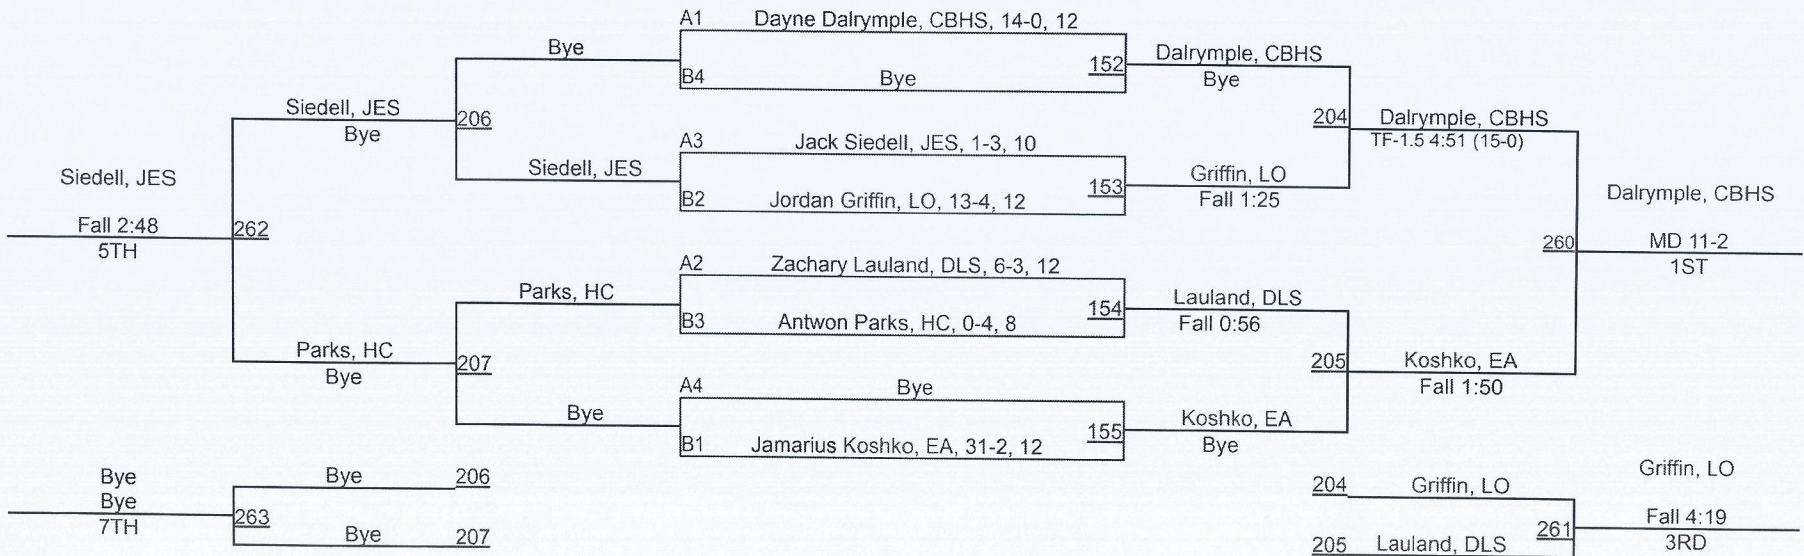 A1 Dayne Dalrymple, CBHS, 14-0, 12
Bye
152 Dalrymple, CBHS
B4 Bye
Bye
Siedell, JES
206
Bye
204 Dalrymple, CBHS
TF-1.5 4:51 (15-0)
A3 Jack Siedell, JES, 1-3, 10
Siedell, JES
153 Griffin, LO
B2 Jordan Griffin, LO, 13-4, 12
Fall 1:25
Siedell, JES
Fall 2:48
262
5TH
Dalrymple, CBHS
260 MD 11-2
1ST
A2 Zachary Lauland, DLS, 6-3, 12
Parks, HC
154 Lauland, DLS
B3 Antwon Parks, HC, 0-4, 8
Fall 0:56
Parks, HC
207
Bye
205 Koshko, EA
Fall 1:50
A4 Bye
Bye
155 Koshko, EA
B1 Jamarius Koshko, EA, 31-2, 12
Bye
Bye
Bye
7TH
263
Bye 206
Bye 207
204 Griffin, LO
205 Lauland, DLS
261
Griffin, LO
Fall 4:19
3RD